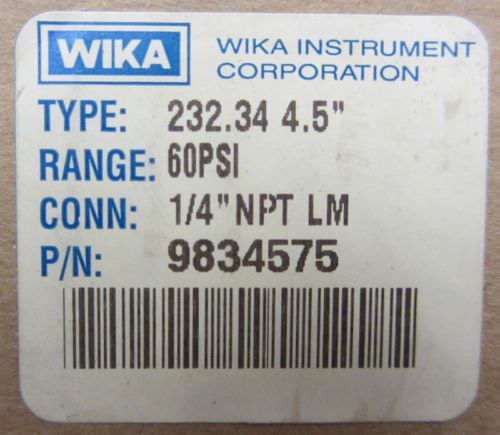 WIKA
WIKA INSTRUMENT
CORPORATION
TYPE: 232.34 4.5"
RANGE: 60PSI
CONN: 1/4" NPT LM
P/N: 9834575